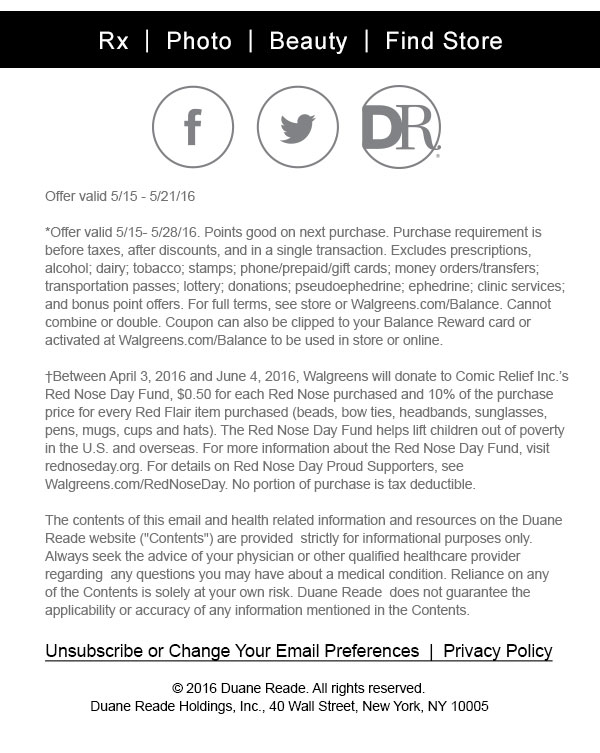 Rx | Photo | Beauty | Find Store
f
DR
Offer valid 5/15 - 5/21/16
*Offer valid 5/15- 5/28/16. Points good on next purchase. Purchase requirement is
before taxes, after discounts, and in a single transaction. Excludes prescriptions,
alcohol; dairy; tobacco; stamps; phone/prepaid/gift cards; money orders/transfers;
transportation passes; lottery; donations; pseudoephedrine; ephedrine; clinic services;
and bonus point offers. For full terms, see store or Walgreens.com/Balance. Cannot
combine or double. Coupon can also be clipped to your Balance Reward card or
activated at Walgreens.com/Balance to be used in store or online.
†Between April 3, 2016 and June 4, 2016, Walgreens will donate to Comic Relief Inc.’s
Red Nose Day Fund, $0.50 for each Red Nose purchased and 10% of the purchase
price for every Red Flair item purchased (beads, bow ties, headbands, sunglasses,
pens, mugs, cups and hats). The Red Nose Day Fund helps lift children out of poverty
in the U.S. and overseas. For more information about the Red Nose Day Fund, visit
rednoseday.org. For details on Red Nose Day Proud Supporters, see
Walgreens.com/RedNoseDay. No portion of purchase is tax deductible.
The contents of this email and health related information and resources on the Duane
Reade website ("Contents") are provided  strictly for informational purposes only.
Always seek the advice of your physician or other qualified healthcare provider
regarding  any questions you may have about a medical condition. Reliance on any
of the Contents is solely at your own risk. Duane Reade  does not guarantee the
applicability or accuracy of any information mentioned in the Contents.
Unsubscribe or Change Your Email Preferences | Privacy Policy
© 2016 Duane Reade. All rights reserved.
Duane Reade Holdings, Inc., 40 Wall Street, New York, NY 10005